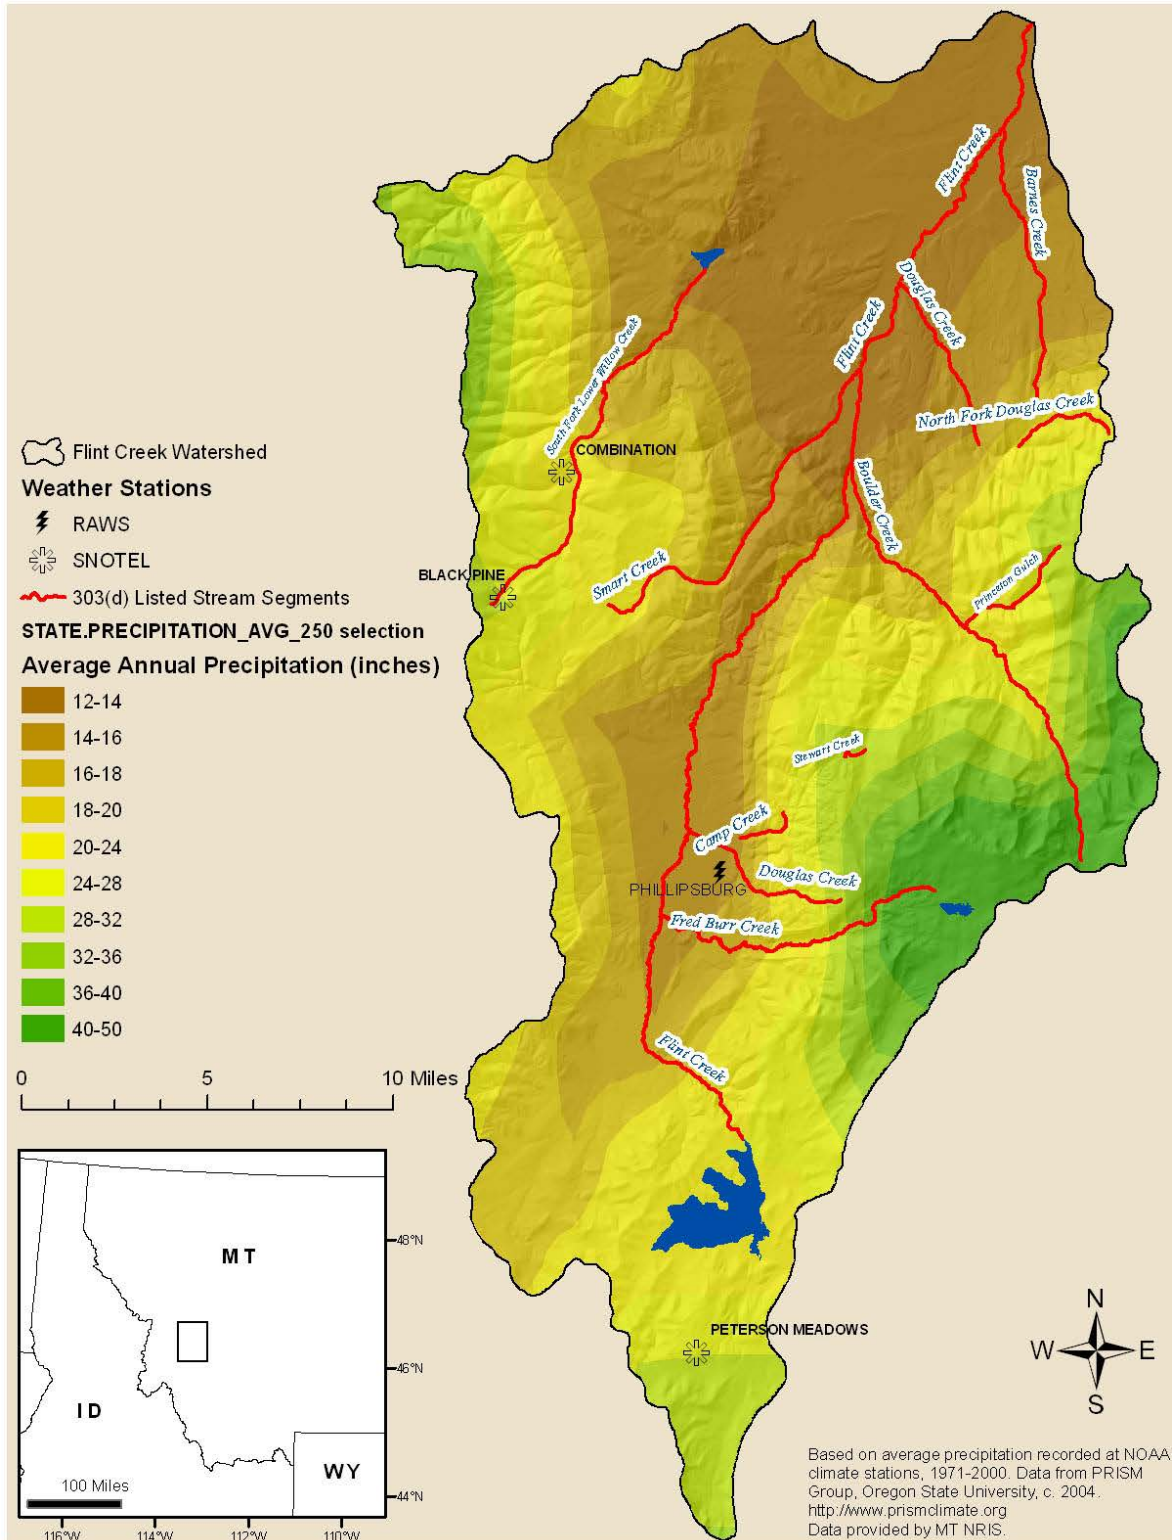 Flint Creek
Barnes Creek
Douglas Creek
Flint Creek
South Fork Lower Willow Creek
North Fork Douglas Creek
COMBINATION
Boulder Creek
Princeton Gulch
BLACK PINE
Smart Creek
Stewart Creek
Camp Creek
PHILLIPSBURG
Douglas Creek
Fred Burr Creek
Flint Creek
PETERSON MEADOWS
Flint Creek Watershed
Weather Stations
RAWS
SNOTEL
303(d) Listed Stream Segments
STATE.PRECIPITATION_AVG_250 selection
Average Annual Precipitation (inches)
12-14
14-16
16-18
18-20
20-24
24-28
28-32
32-36
36-40
40-50
0 5 10 Miles
MT
ID
WY
100 Miles
48°N
46°N
44°N
116°W 114°W 112°W 110°W
N
W E
S
Based on average precipitation recorded at NOAA
climate stations, 1971-2000. Data from PRISM
Group, Oregon State University, c. 2004.
http://www.prismclimate.org
Data provided by MT NRIS.